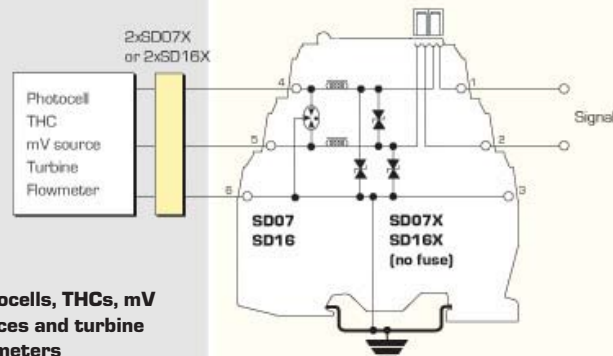 2xSD07X
or 2xSD16X
Photocell
THC
mV source
Turbine
Flowmeter
4
5
6
1
2
3
Signal
SD07
SD16
SD07X
SD16X
(no fuse)
ocells, THCs, mV
ces and turbine
meters